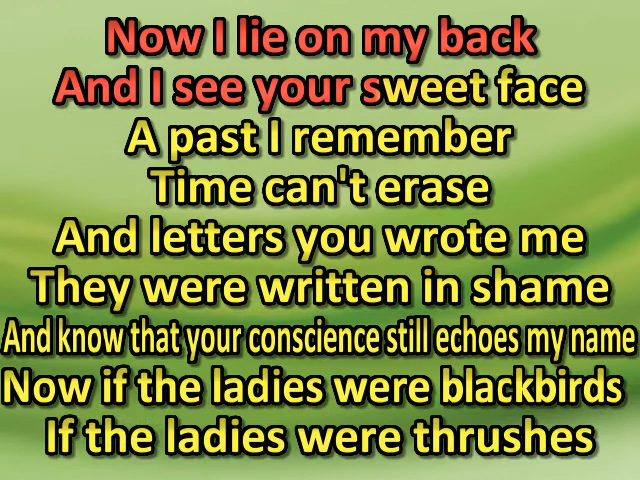 Now I lie on my back
And I see your sweet face
A past I remember
Time can't erase
And letters you wrote me
They were written in shame
And know that your conscience still echoes my name
Now if the ladies were blackbirds
If the ladies were thrushes